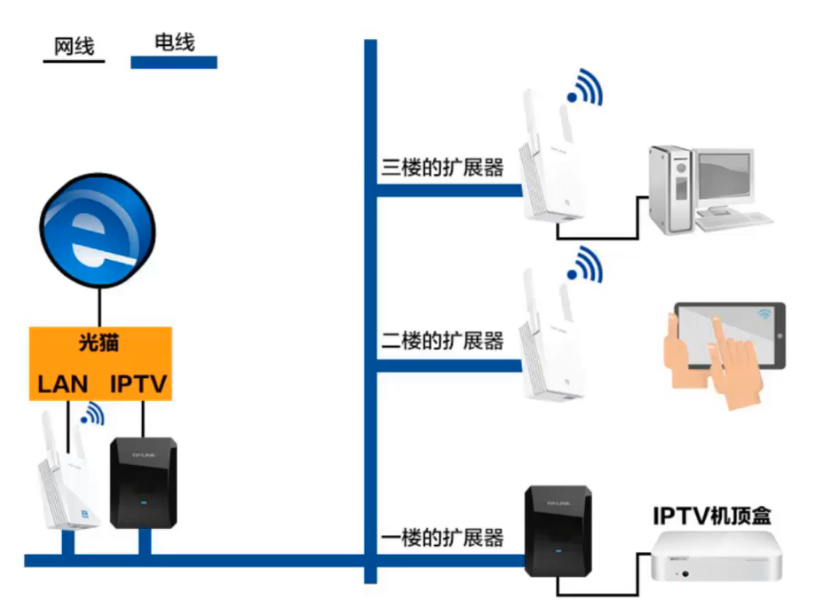 网线
电线
三楼的扩展器
二楼的扩展器
光猫
LAN IPTV
TP-LINK
一楼的扩展器
TP-LINK
IPTV机顶盒